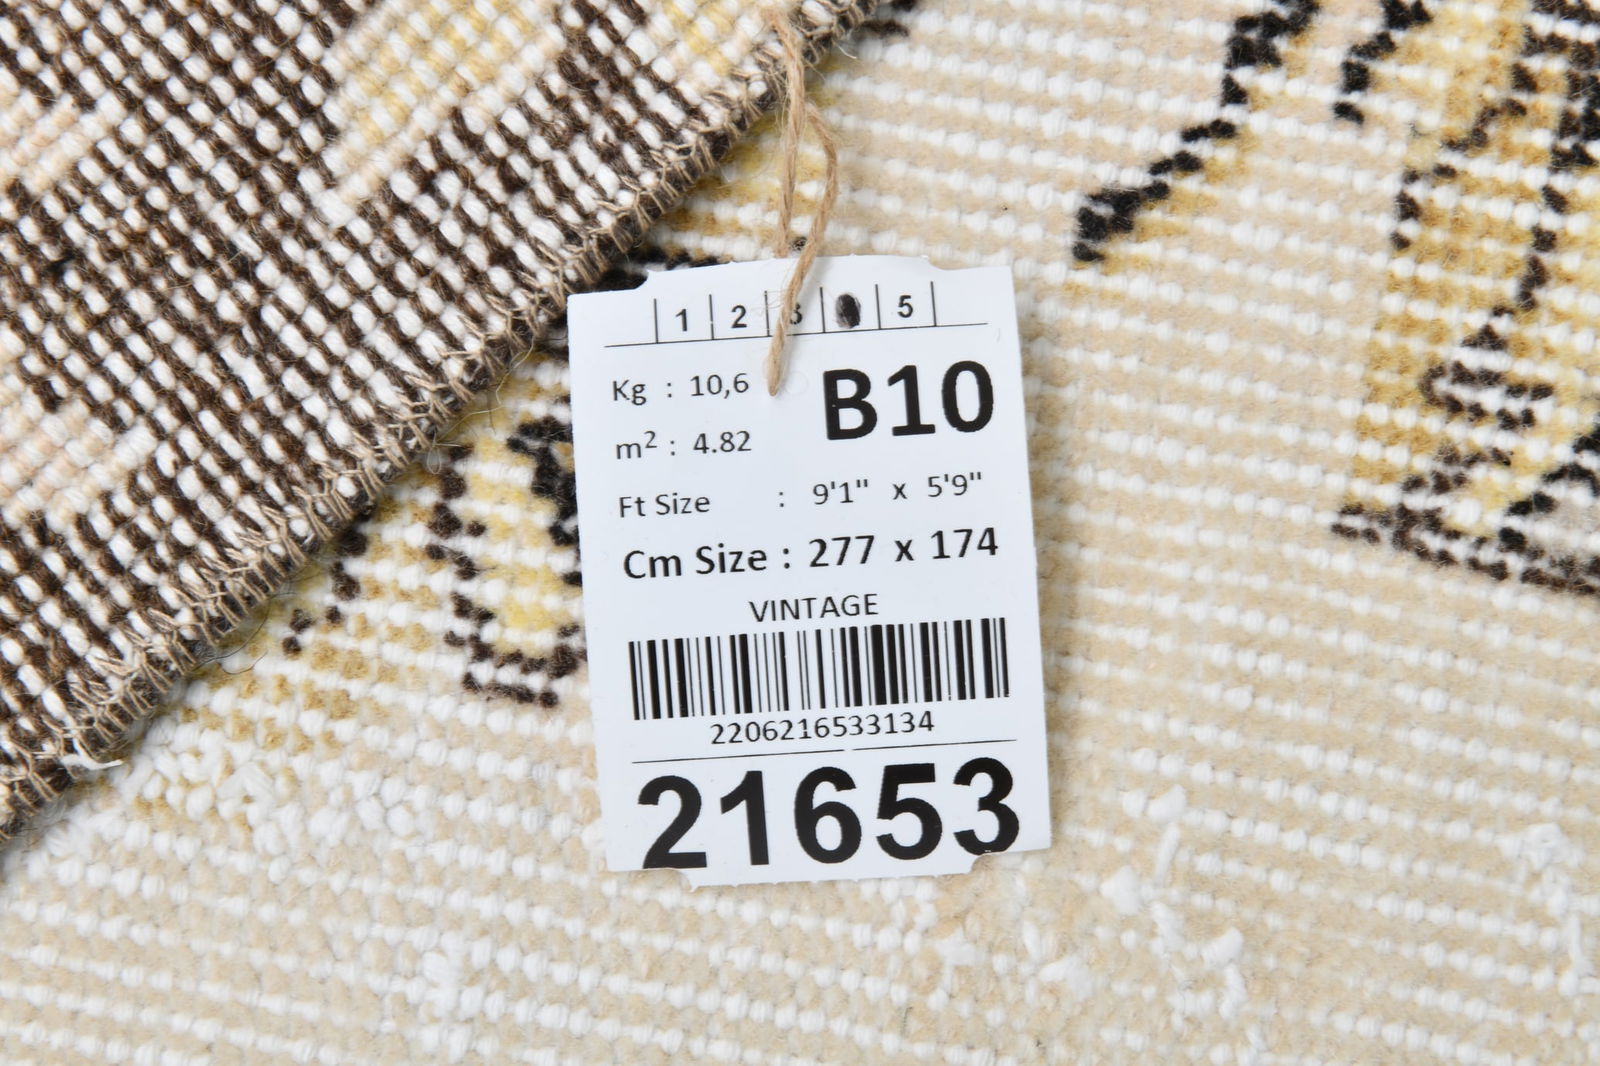 1 2 3 5
Kg : 10,6
B10
m2 : 4.82
Ft Size : 9'1" x 5'9"
Cm Size : 277 x 174
VINTAGE
2206216533134
21653